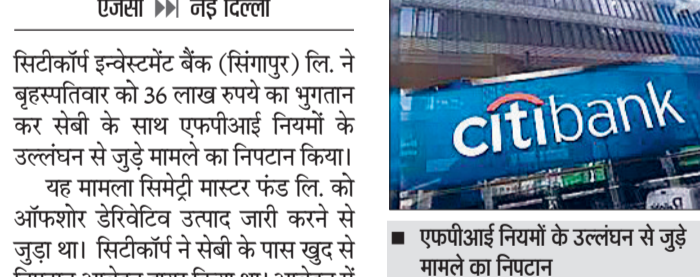 एजेंसी ▶▶ नई दिल्ली
सिटीकॉर्प इन्वेस्टमेंट बैंक (सिंगापुर) लि. ने
बृहस्पतिवार को 36 लाख रुपये का भुगतान
कर सेबी के साथ एफपीआई नियमों के
उल्लंघन से जुड़े मामले का निपटान किया।
यह मामला सिमेट्री मास्टर फंड लि. को
ऑफशोर डेरिवेटिव उत्पाद जारी करने से
जुड़ा था। सिटीकॉर्प ने सेबी के पास खुद से
citibank
■ एफपीआई नियमों के उल्लंघन से जुड़े
मामले का निपटान